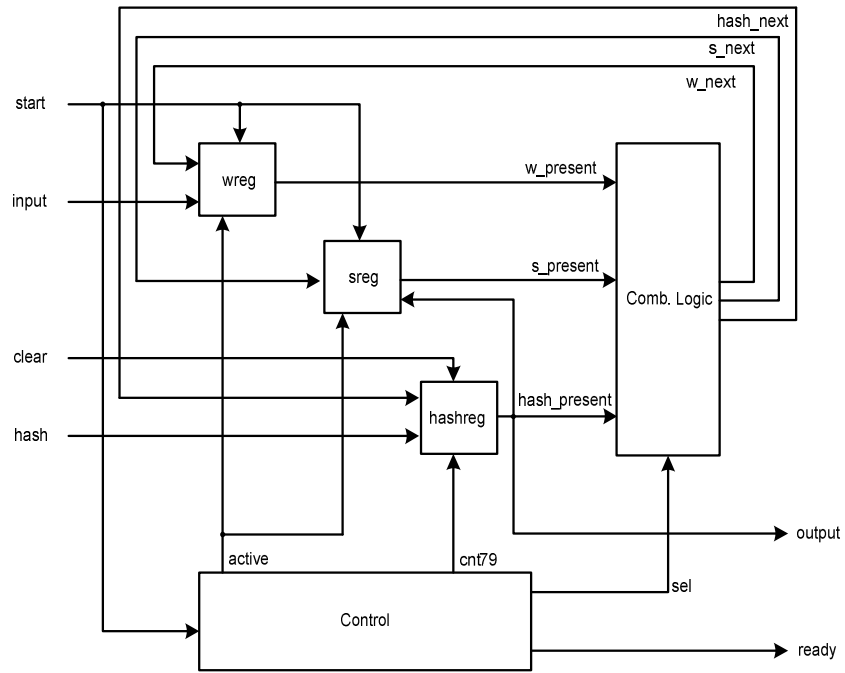 hash_next
s_next
w_next
start
wreg
w_present
input
s_present
sreg
Comb. Logic
clear
hash_present
hashreg
hash
output
active
cnt79
sel
Control
ready